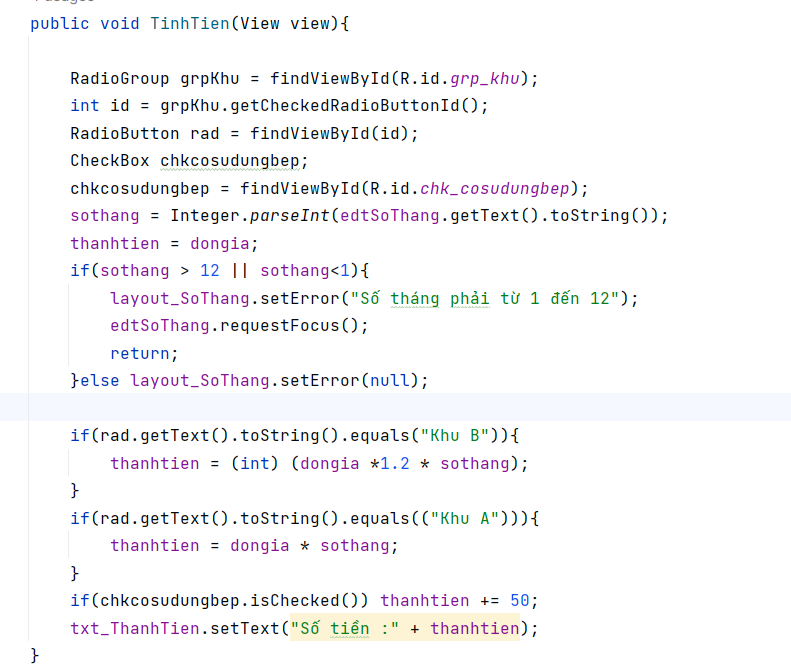 public void TinhTien(View view){
RadioGroup grpKhu = findViewById(R.id.grp_khu);
int id = grpKhu.getCheckedRadioButtonId();
RadioButton rad = findViewById(id);
CheckBox chkcosudungbep;
chkcosudungbep = findViewById(R.id.chk_cosudungbep);
sothang = Integer.parseInt(edtSoThang.getText().toString());
thanhtien = dongia;
if(sothang > 12 || sothang<1){
layout_SoThang.setError("Số tháng phải từ 1 đến 12");
edtSoThang.requestFocus();
return;
}else layout_SoThang.setError(null);
if(rad.getText().toString().equals("Khu B")){
thanhtien = (int) (dongia *1.2 * sothang);
}
if(rad.getText().toString().equals(("Khu A"))){
thanhtien = dongia * sothang;
}
if(chkcosudungbep.isChecked()) thanhtien += 50;
txt_ThanhTien.setText("Số tiền :" + thanhtien);
}